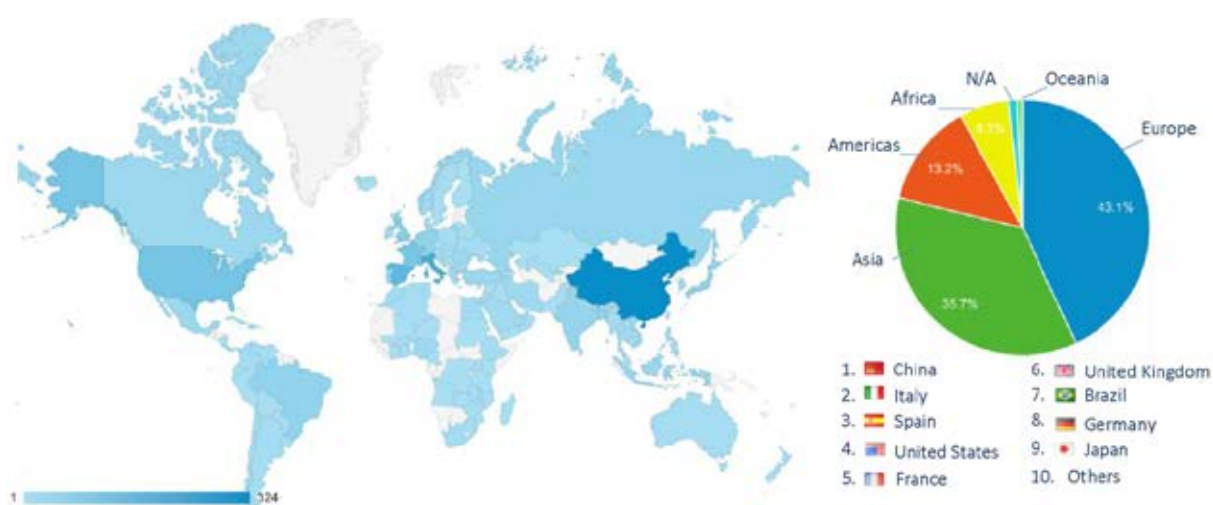 N/A
Oceania
Africa
Europe
Americas
13.2%
43.1%
Asia
35.7%
1. China
2. Italy
3. Spain
4. United States
5. France
6. United Kingdom
7. Brazil
8. Germany
9. Japan
10. Others
1
324